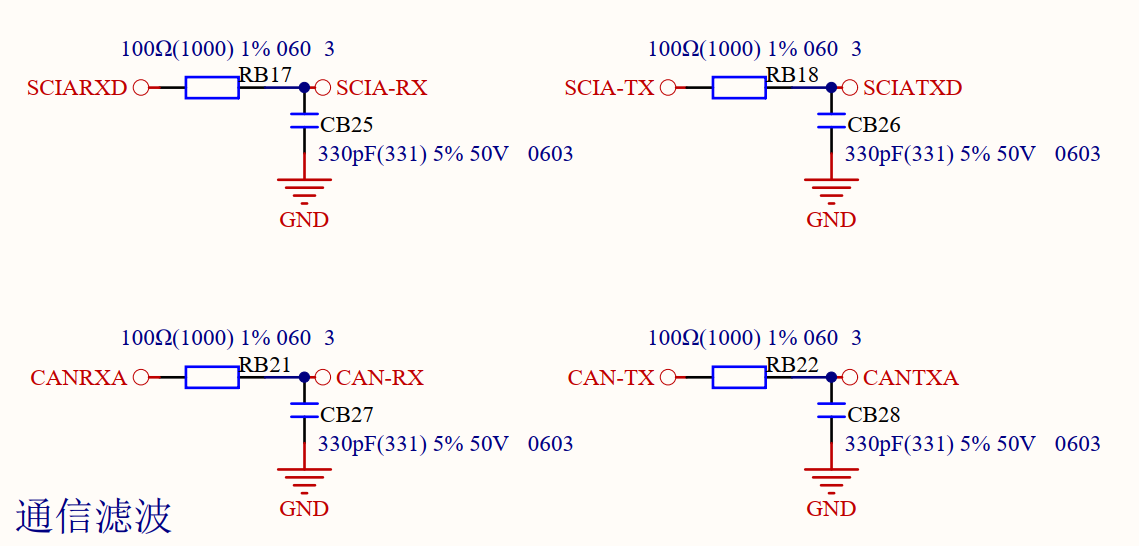 100Ω(1000) 1% 060 3
RB17
SCIARXD
SCIA-RX
CB25
330pF(331) 5% 50V 0603
GND
100Ω(1000) 1% 060 3
RB18
SCIA-TX
SCIATXD
CB26
330pF(331) 5% 50V 0603
GND
100Ω(1000) 1% 060 3
RB21
CANRXA
CAN-RX
CB27
330pF(331) 5% 50V 0603
GND
100Ω(1000) 1% 060 3
RB22
CAN-TX
CANTXA
CB28
330pF(331) 5% 50V 0603
GND
通信滤波